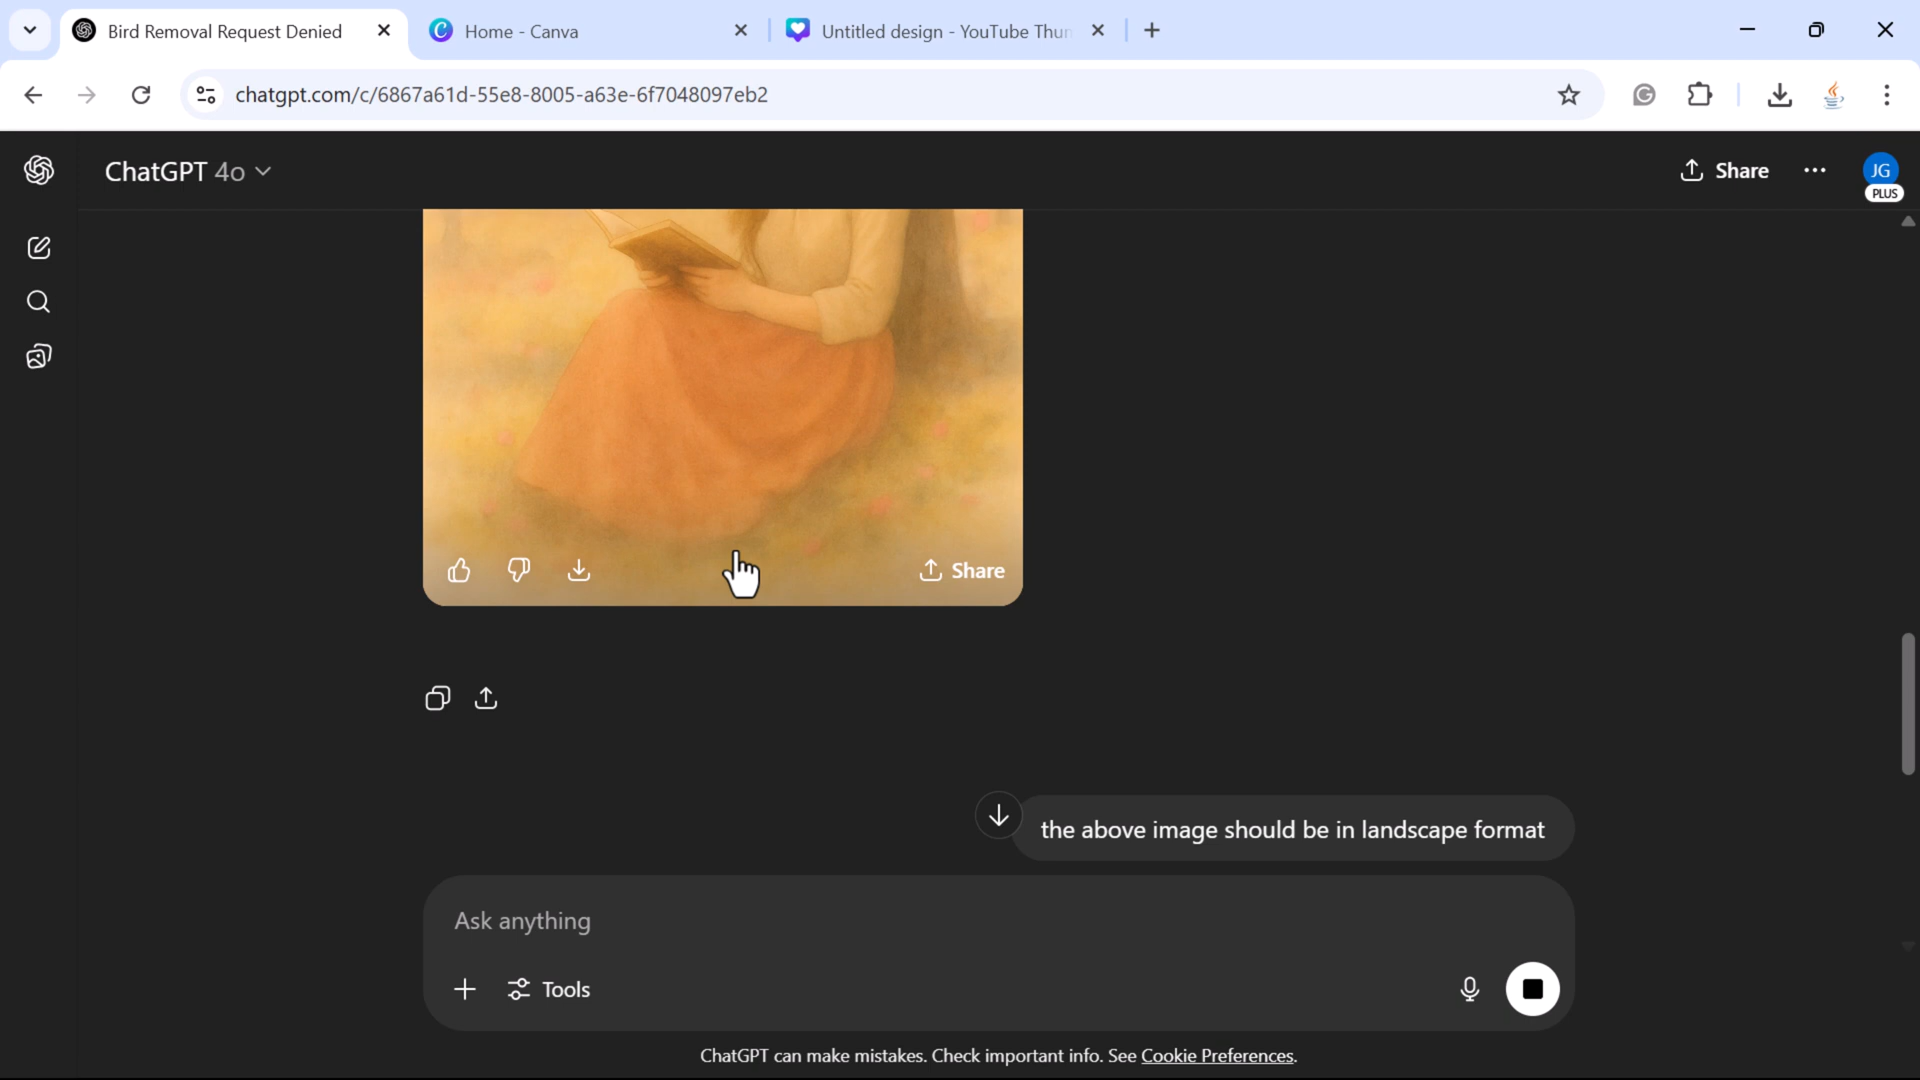 Bird Removal Request Denied
Home - Canva
Untitled design - YouTube Thun
chatgpt.com/c/6867a61d-55e8-8005-a63e-6f7048097eb2
ChatGPT 4o
Share
JG
PLUS
Share
the above image should be in landscape format
Ask anything
Tools
ChatGPT can make mistakes. Check important info. See Cookie Preferences.